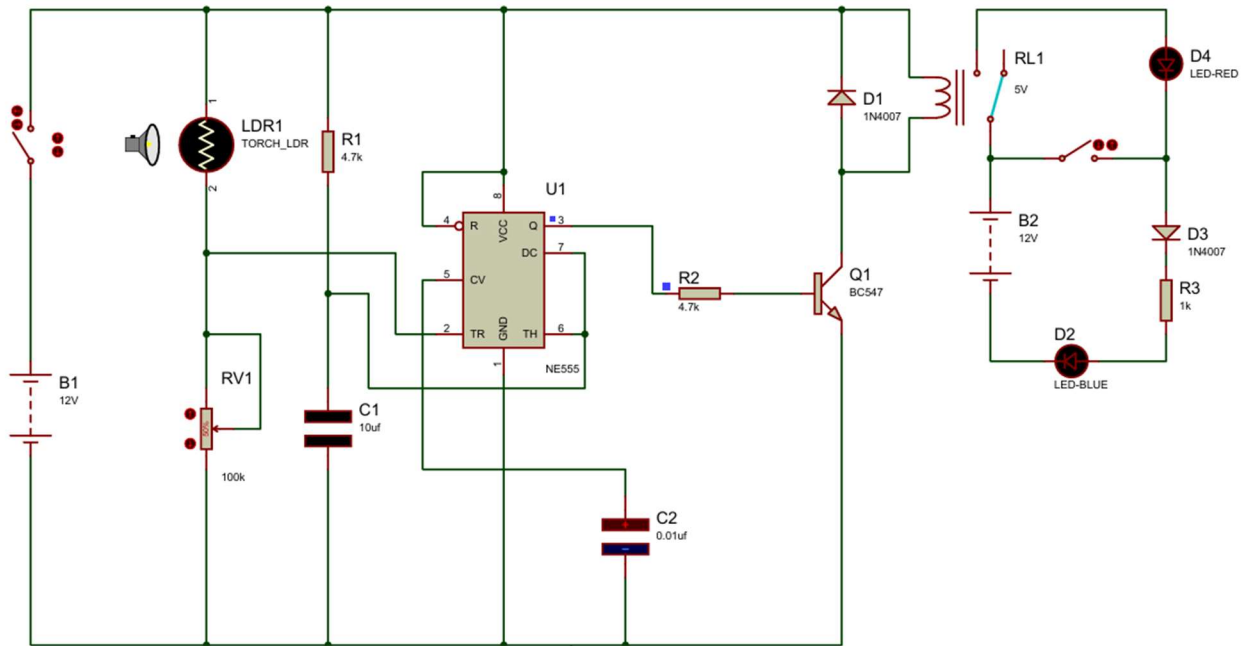 LDR1
TORCH_LDR
1
2
R1
4.7k
B1
12V
RV1
50%
100k
C1
10uf
U1
NE555
4
R
5
CV
2
TR
8
VCC
GND
1
Q
3
DC
7
TH
6
C2
0.01uf
R2
4.7k
Q1
BC547
D1
1N4007
RL1
5V
D4
LED-RED
B2
12V
D3
1N4007
R3
1k
D2
LED-BLUE